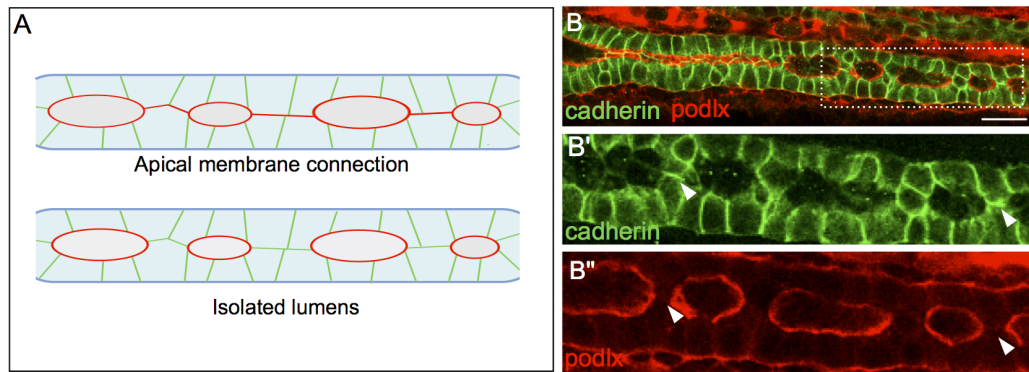 A
Apical membrane connection
Isolated lumens
B
cadherin podlx
B'
cadherin
B"
podlx